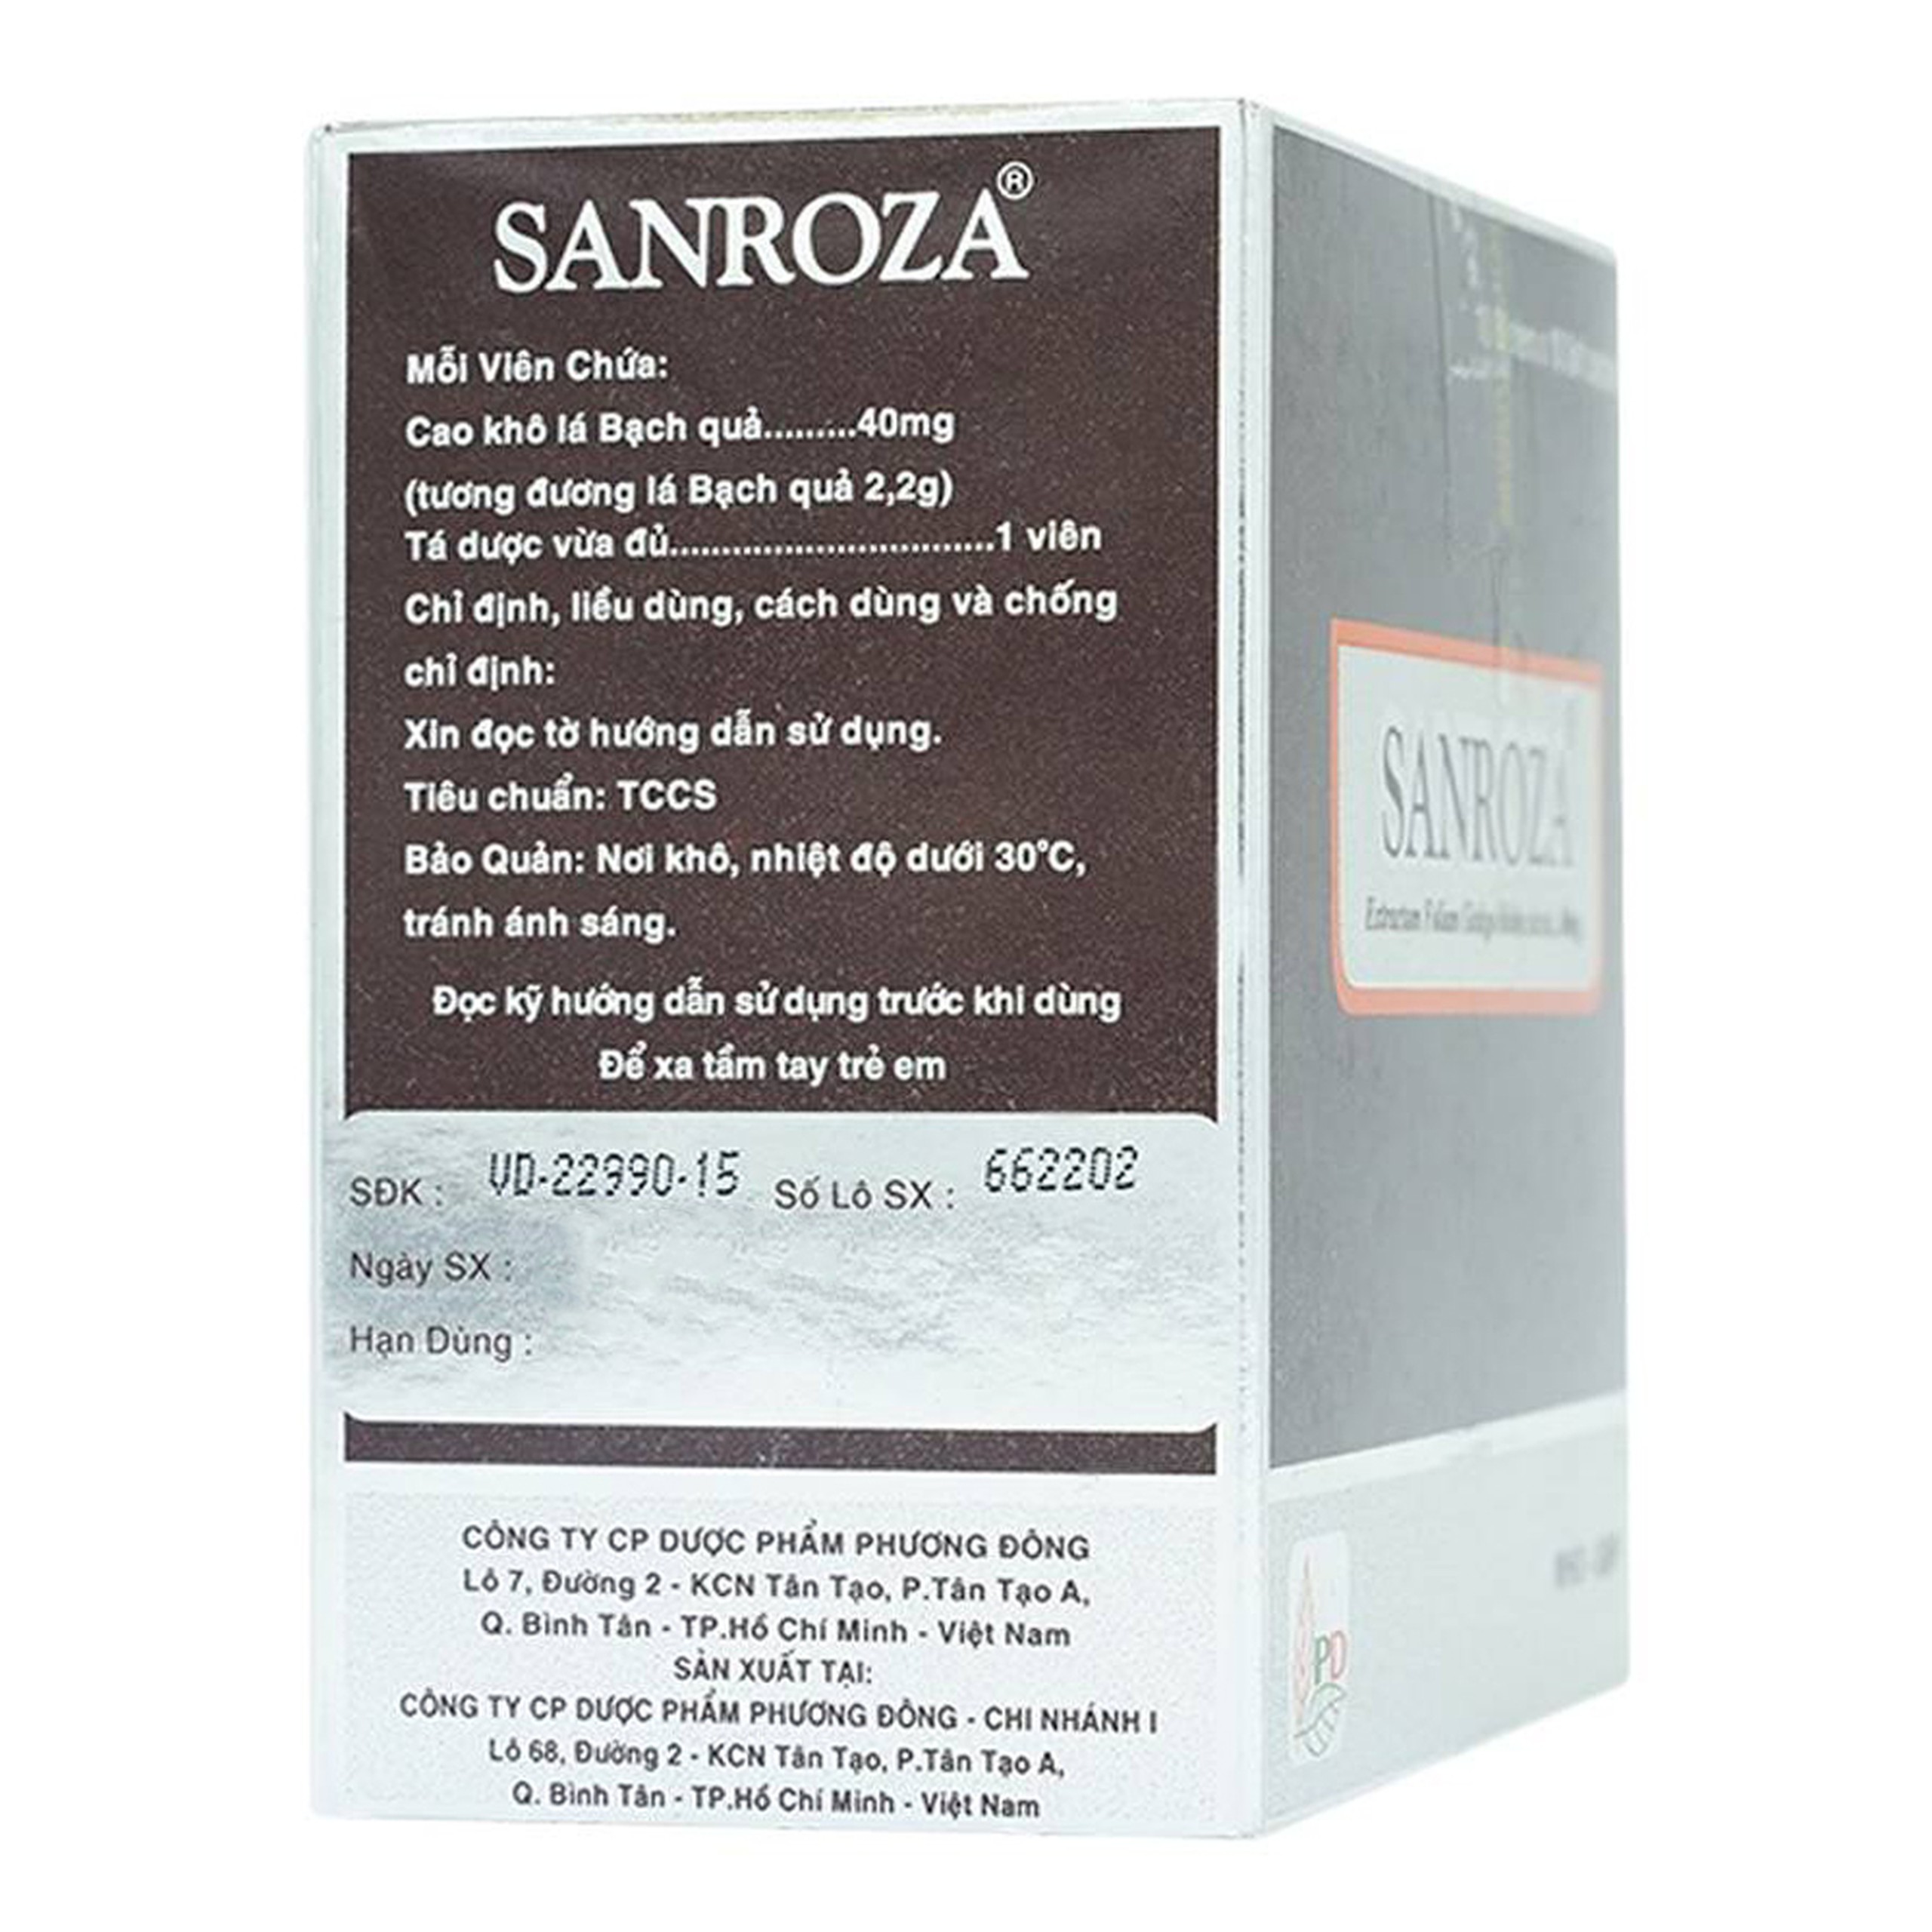 SANROZA®
Mỗi Viên Chứa:
Cao khô lá Bạch quả.........40mg
(tương đương lá Bạch quả 2,2g)
Tá dược vừa đủ...............................1 viên
Chỉ định, liều dùng, cách dùng và chống
chỉ định:
Xin đọc tờ hướng dẫn sử dụng.
Tiêu chuẩn: TCCS
Bảo Quản: Nơi khô, nhiệt độ dưới 30°C,
tránh ánh sáng.
Đọc kỹ hướng dẫn sử dụng trước khi dùng
Để xa tầm tay trẻ em
SĐK : VD-22990-15 Số Lô SX : 662202
Ngày SX :
Hạn Dùng :
CÔNG TY CP DƯỢC PHẨM PHƯƠNG ĐÔNG
Lô 7, Đường 2 - KCN Tân Tạo, P.Tân Tạo A,
Q. Bình Tân - TP.Hồ Chí Minh - Việt Nam
SẢN XUẤT TẠI:
CÔNG TY CP DƯỢC PHẨM PHƯƠNG ĐÔNG - CHI NHÁNH I
Lô 68, Đường 2 - KCN Tân Tạo, P.Tân Tạo A,
Q. Bình Tân - TP.Hồ Chí Minh - Việt Nam
SANROZA
Extractum Folium Ginkgo
PD